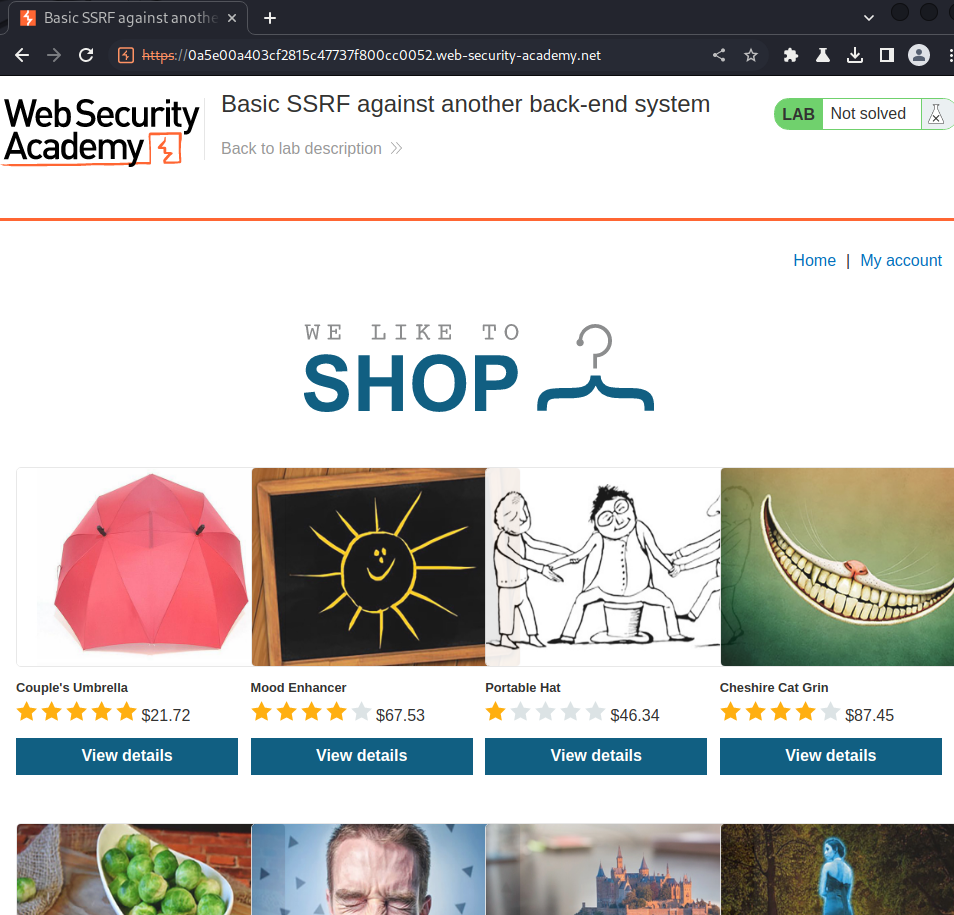 Basic SSRF against anothe
https://0a5e00a403cf2815c47737f800cc0052.web-security-academy.net
WebSecurity
Academy
Basic SSRF against another back-end system
Back to lab description
LAB Not solved
Home | My account
WE LIKE TO
SHOP
Couple's Umbrella
$21.72
View details
Mood Enhancer
$67.53
View details
Portable Hat
$46.34
View details
Cheshire Cat Grin
$87.45
View details